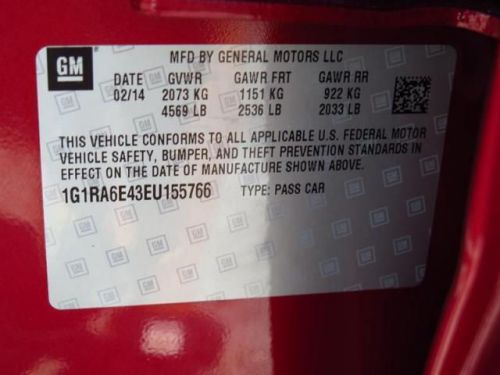 GM MFD BY GENERAL MOTORS LLC
DATE GVWR GAWR FRT GAWR RR
02/14 2073 KG 1151 KG 922 KG
4569 LB 2536 LB 2033 LB
THIS VEHICLE CONFORMS TO ALL APPLICABLE U.S. FEDERAL MOTOR
VEHICLE SAFETY, BUMPER, AND THEFT PREVENTION STANDARDS
IN EFFECT ON THE DATE OF MANUFACTURE SHOWN ABOVE.
1G1RA6E43EU155766 TYPE: PASS CAR